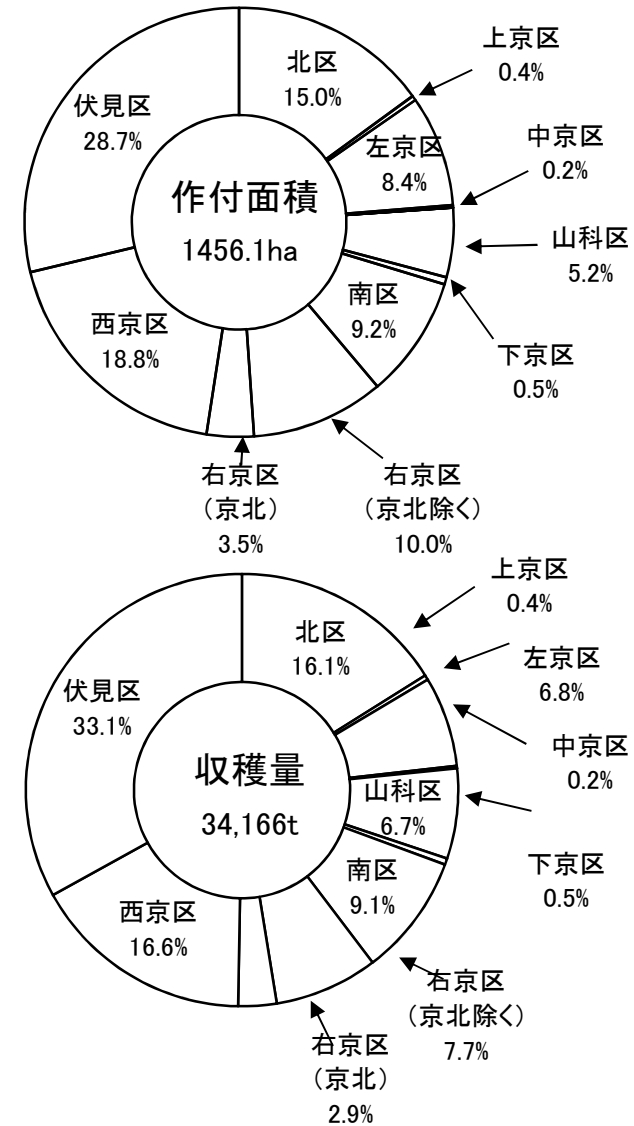 北区
15.0%
上京区
0.4%
左京区
8.4%
中京区
0.2%
山科区
5.2%
下京区
0.5%
南区
9.2%
右京区
（京北除く）
10.0%
右京区
（京北）
3.5%
西京区
18.8%
伏見区
28.7%
作付面積
1456.1ha
北区
16.1%
上京区
0.4%
左京区
6.8%
中京区
0.2%
山科区
6.7%
下京区
0.5%
南区
9.1%
右京区
（京北除く）
7.7%
右京区
（京北）
2.9%
西京区
16.6%
伏見区
33.1%
収穫量
34,166t